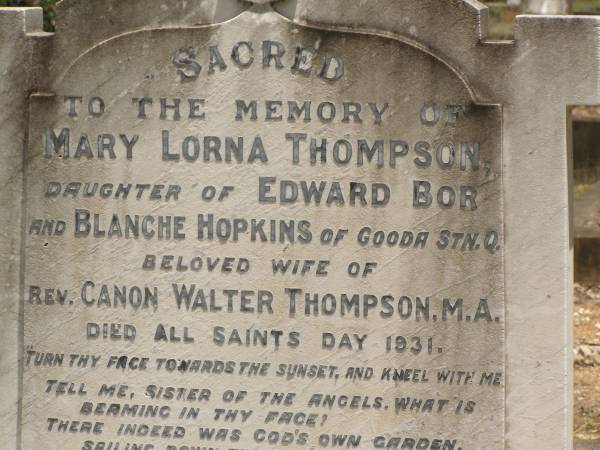 SACRED
TO THE MEMORY OF
MARY LORNA THOMPSON,
DAUGHTER OF EDWARD BOR
AND BLANCHE HOPKINS OF GOODA STN. Q.
BELOVED WIFE OF
REV. CANON WALTER THOMPSON, M.A.
DIED ALL SAINTS DAY 1931.
TURN THY FACE TOWARDS THE SUNSET, AND KNEEL WITH ME
TELL ME, SISTER OF THE ANGELS, WHAT IS
BERMING IN THY FACE?
THERE INDEED WAS GOD'S OWN GARDEN,
SAILING DOWN